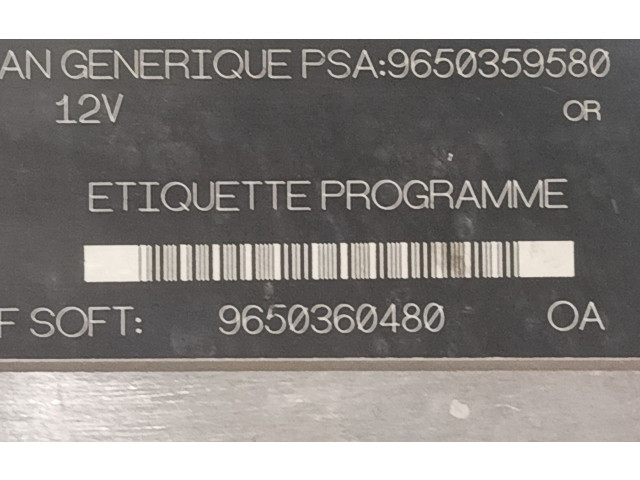 AN GENERIQUE PSA:9650359580
12V OR
ETIQUETTE PROGRAMME
F SOFT: 9650360480 OA